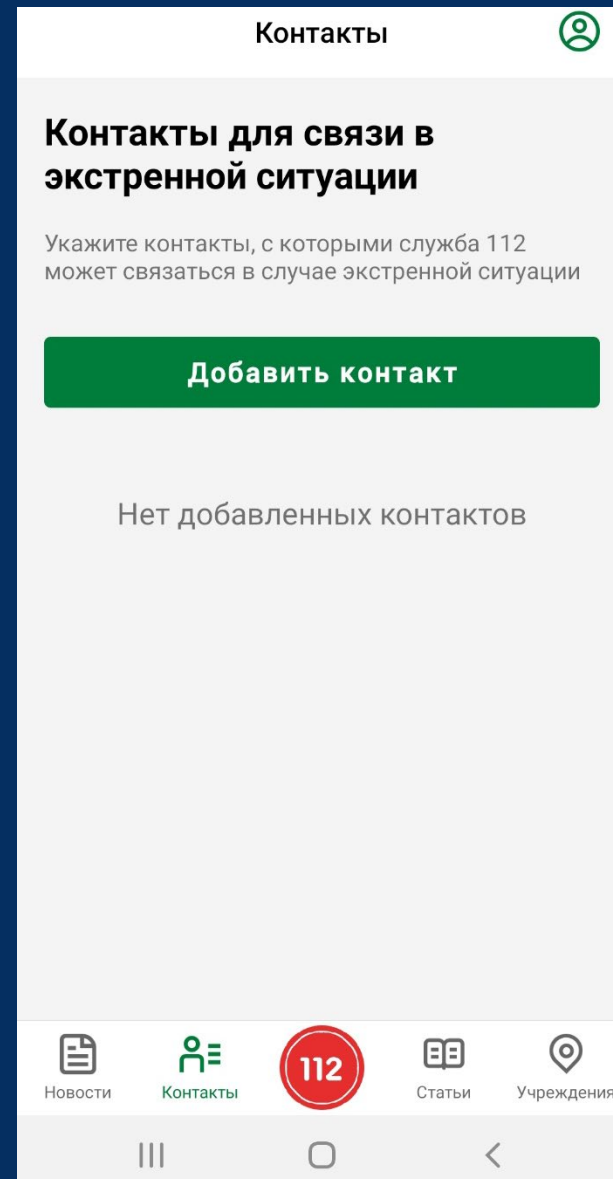 Контакты
Контакты для связи в
экстренной ситуации
Укажите контакты, с которыми служба 112
может связаться в случае экстренной ситуации
Добавить контакт
Нет добавленных контактов
112
Новости Контакты Статьи Учреждения